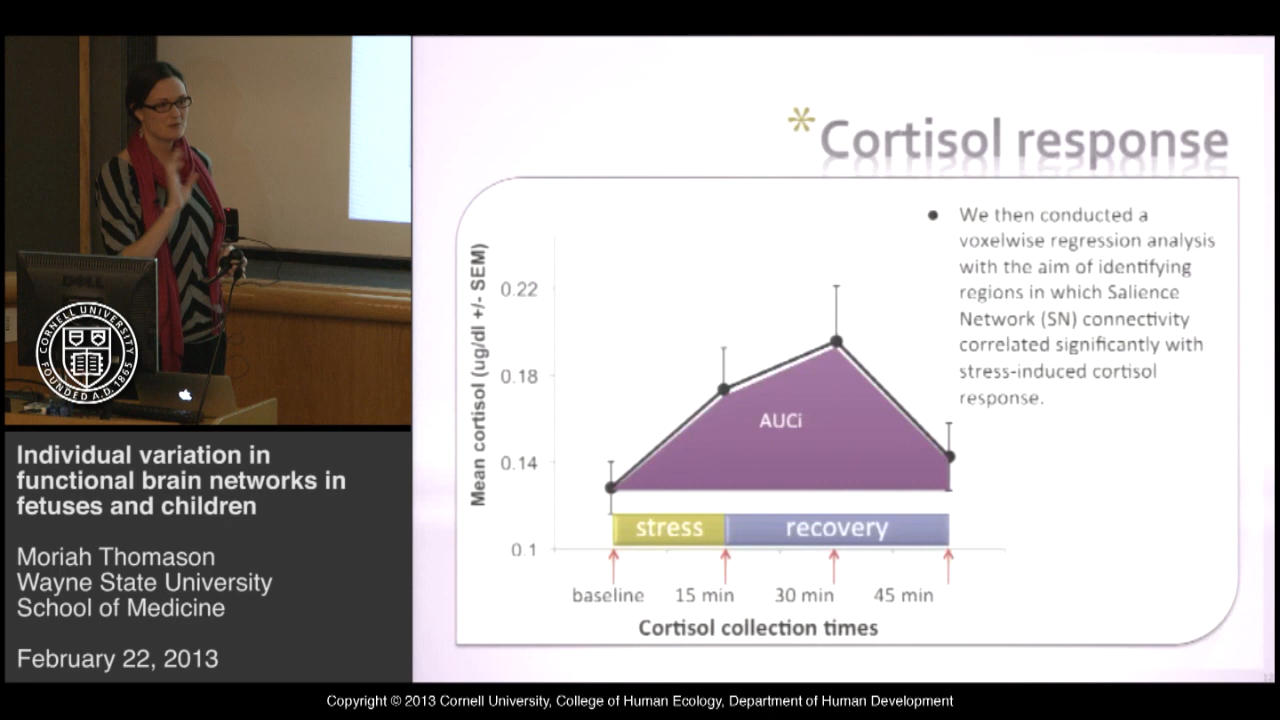 * Cortisol response
We then conducted a
voxelwise regression analysis
with the aim of identifying
regions in which Salience
Network (SN) connectivity
correlated significantly with
stress-induced cortisol
response.
Mean cortisol (ug/dl +/- SEM)
0.22
0.18
0.14
0.1
AUCi
stress
recovery
baseline
15 min
30 min
45 min
Cortisol collection times
DELL
CORNELL UNIVERSITY
FOUNDED A.D. 1865
Individual variation in
functional brain networks in
fetuses and children
Moriah Thomason
Wayne State University
School of Medicine
February 22, 2013
Copyright © 2013 Cornell University, College of Human Ecology, Department of Human Development